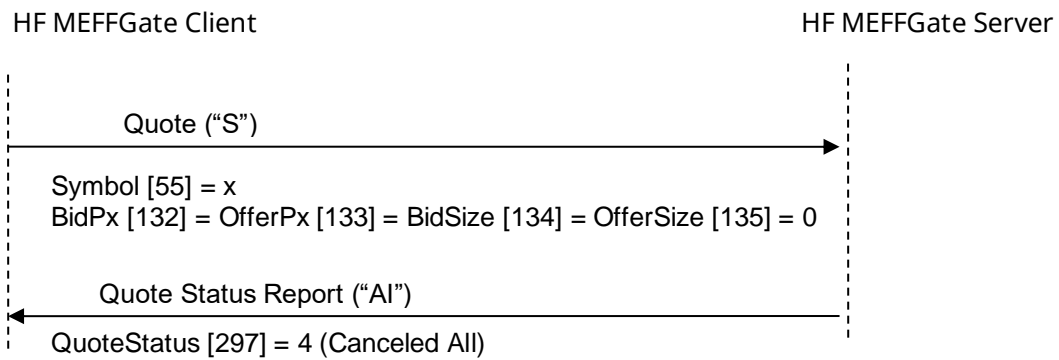 HF MEFFGate Client
HF MEFFGate Server
Quote (“S”)
Symbol [55] = x
BidPx [132] = OfferPx [133] = BidSize [134] = OfferSize [135] = 0
Quote Status Report (“AI”)
QuoteStatus [297] = 4 (Canceled All)